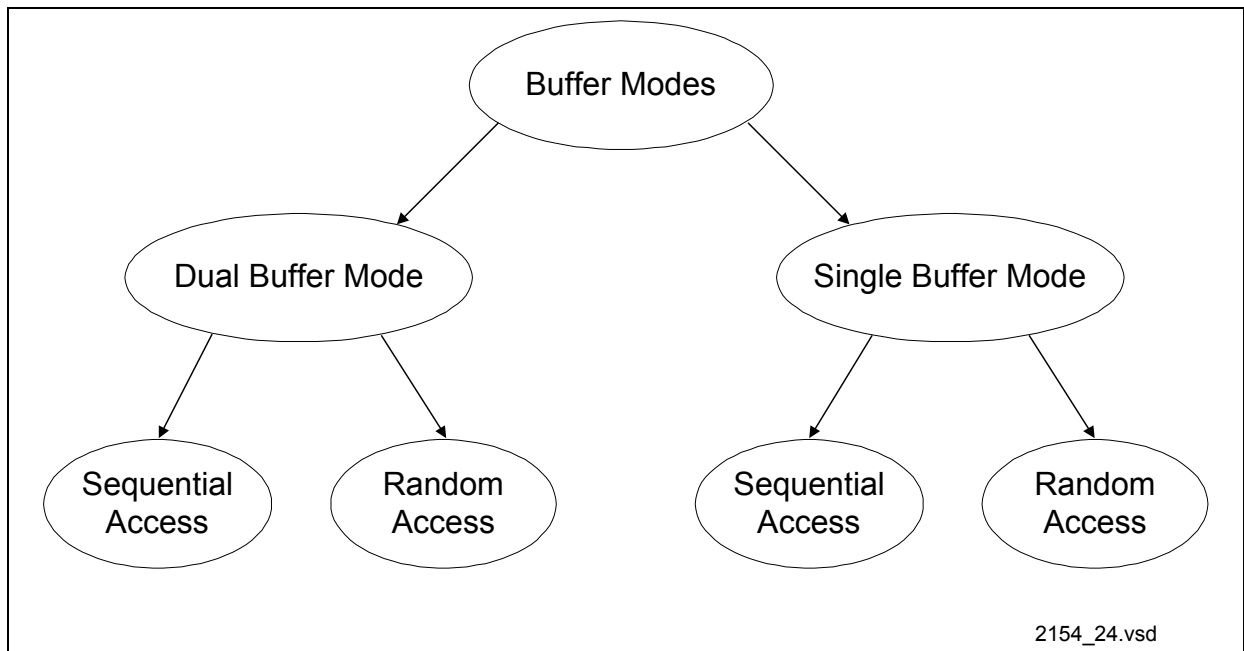 Buffer Modes
Dual Buffer Mode
Single Buffer Mode
Sequential
Access
Random
Access
Sequential
Access
Random
Access
2154_24.vsd